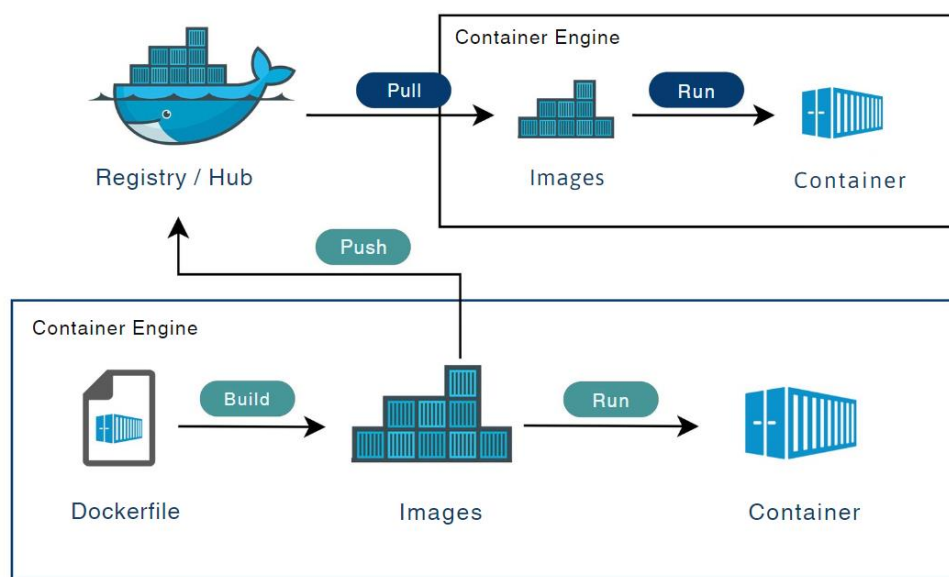 Container Engine
Pull
Run
Registry / Hub
Images
Container
Push
Container Engine
Build
Run
Dockerfile
Images
Container